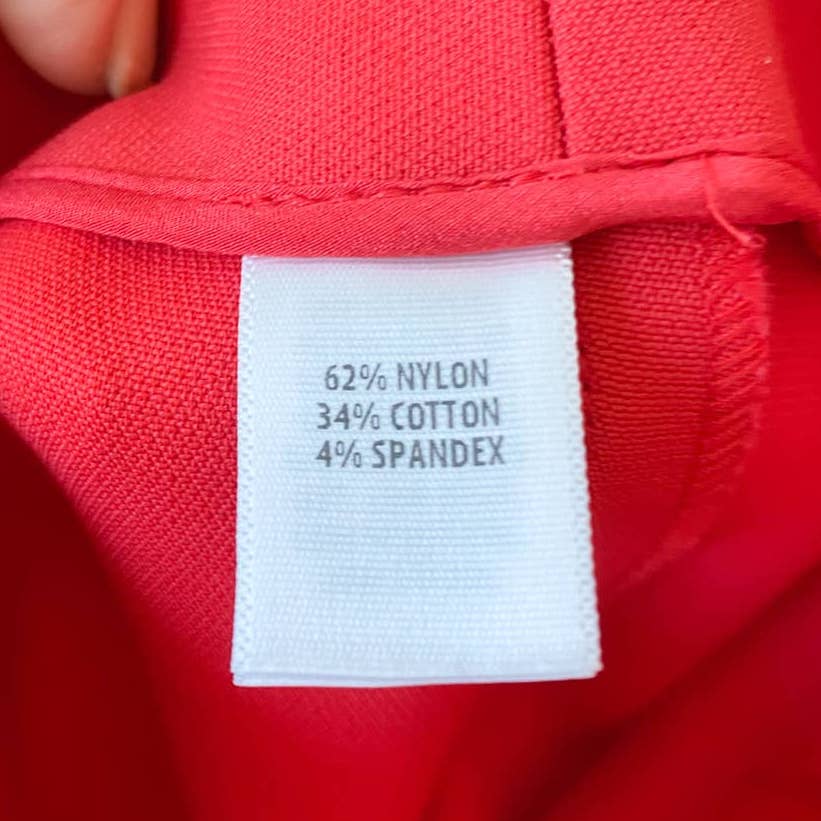 62% NYLON
34% COTTON
4% SPANDEX